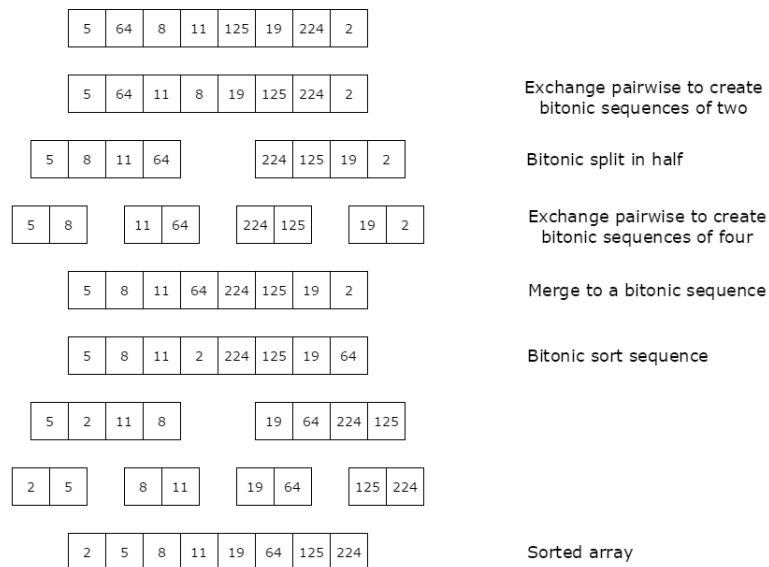 5 64 8 11 125 19 224 2
5 64 11 8 19 125 224 2
Exchange pairwise to create
bitonic sequences of two
5 8 11 64 224 125 19 2
Bitonic split in half
5 8 11 64 224 125 19 2
Exchange pairwise to create
bitonic sequences of four
5 8 11 64 224 125 19 2
Merge to a bitonic sequence
5 8 11 2 224 125 19 64
Bitonic sort sequence
5 2 11 8 19 64 224 125
2 5 8 11 19 64 125 224
2 5 8 11 19 64 125 224
Sorted array